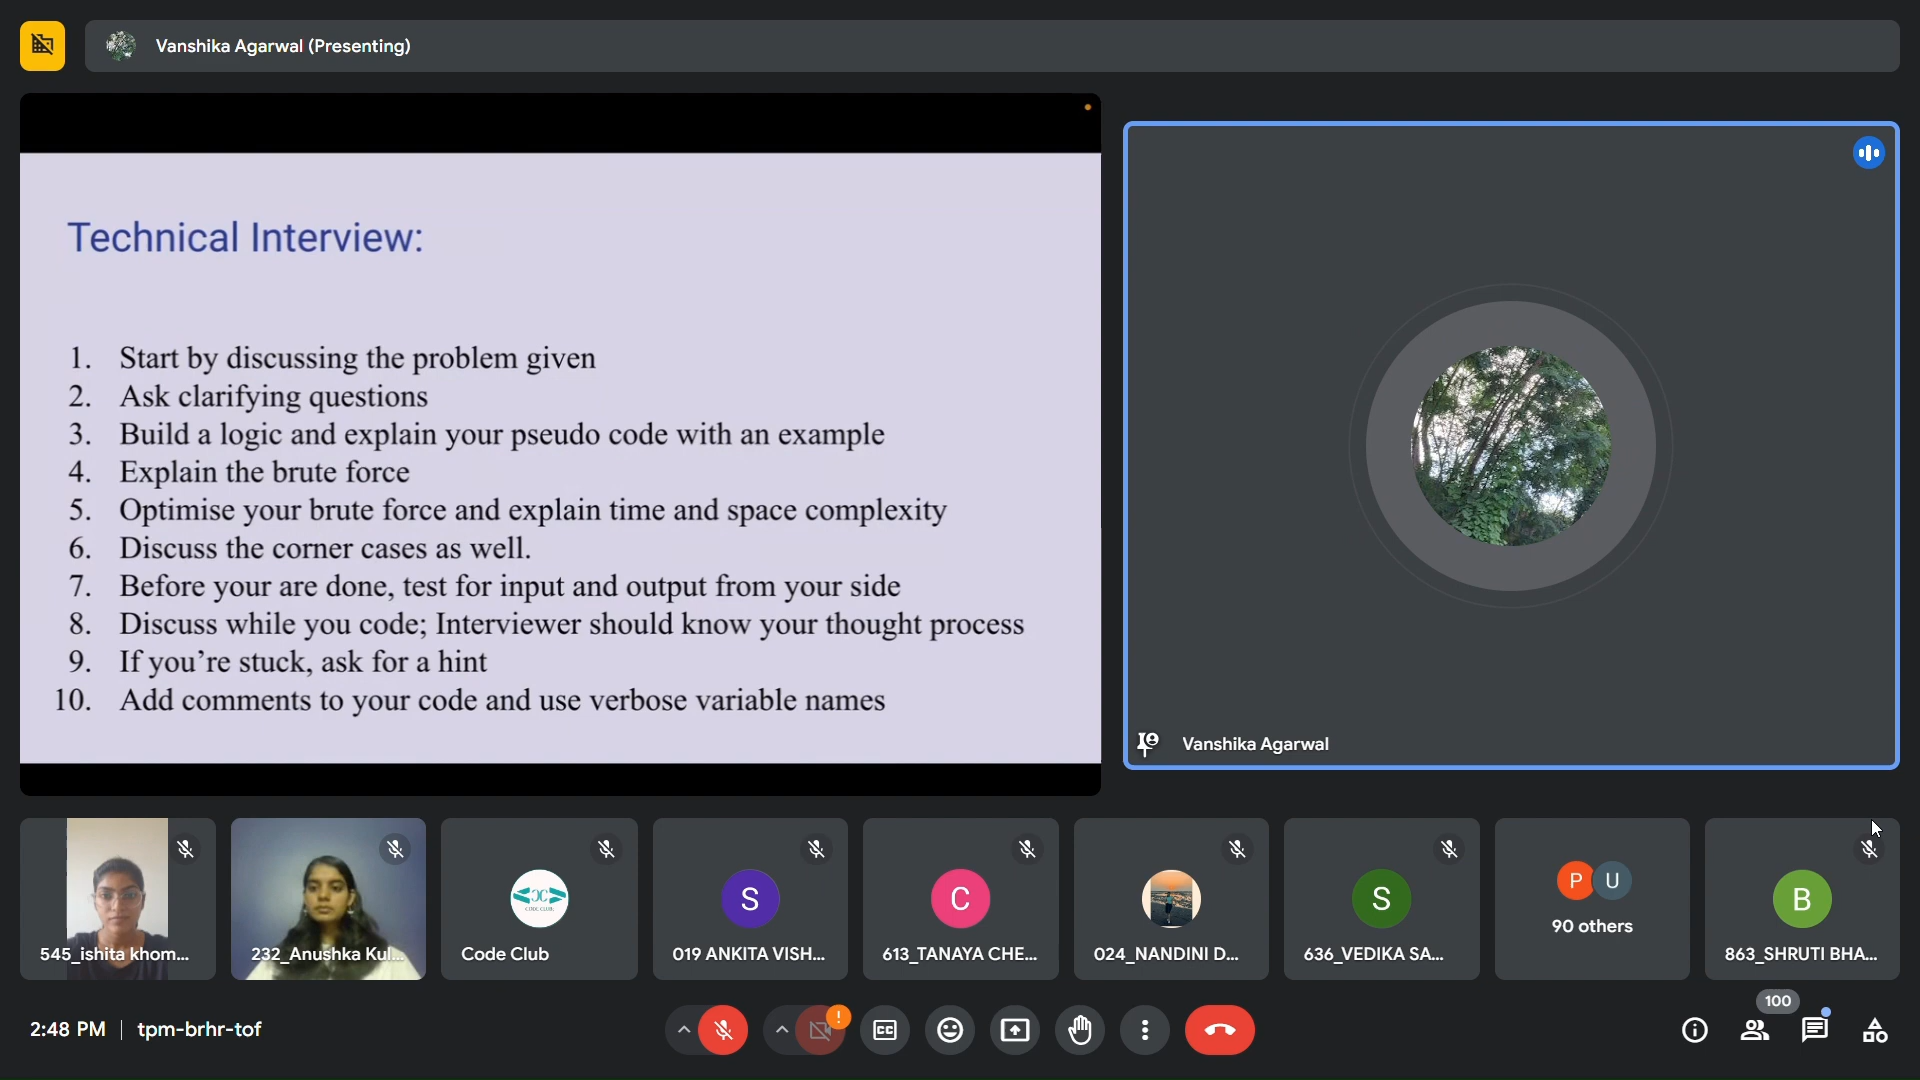 Vanshika Agarwal (Presenting)
Technical Interview:
1. Start by discussing the problem given
2. Ask clarifying questions
3. Build a logic and explain your pseudo code with an example
4. Explain the brute force
5. Optimise your brute force and explain time and space complexity
6. Discuss the corner cases as well.
7. Before your are done, test for input and output from your side
8. Discuss while you code; Interviewer should know your thought process
9. If you're stuck, ask for a hint
10. Add comments to your code and use verbose variable names
Vanshika Agarwal
545_ishita khom...
232_Anushka Kul...
CODE CLUB
Code Club
S
019 ANKITA VISH...
C
613_TANAYA CHE...
024_NANDINI D...
S
636_VEDIKA SA...
P U
90 others
B
863_SHRUTI BHA...
2:48 PM | tpm-brhr-tof
!
CC
100